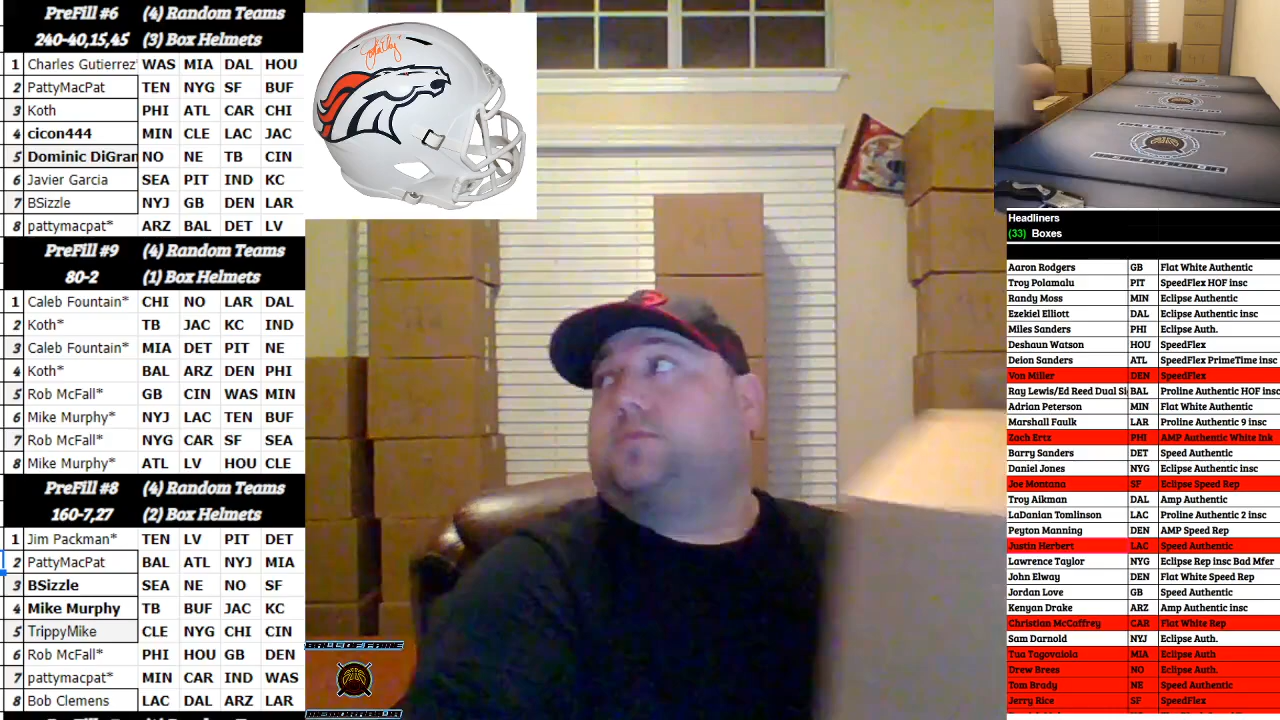 PreFill #6 (4) Random Teams
240-40,15,45 (3) Box Helmets
1 Charles Gutierrez* WAS MIA DAL HOU
2 PattyMacPat TEN NYG SF BUF
3 Koth PHI ATL CAR CHI
4 cicon444 MIN CLE LAC JAC
5 Dominic DiGran NO NE TB CIN
6 Javier Garcia SEA PIT IND KC
7 BSizzle NYJ GB DEN LAR
8 pattymacpat* ARZ BAL DET LV
PreFill #9 (4) Random Teams
80-2 (1) Box Helmets
1 Caleb Fountain* CHI NO LAR DAL
2 Koth* TB JAC KC IND
3 Caleb Fountain* MIA DET PIT NE
4 Koth* BAL ARZ DEN PHI
5 Rob McFall* GB CIN WAS MIN
6 Mike Murphy* NYJ LAC TEN BUF
7 Rob McFall* NYG CAR SF SEA
8 Mike Murphy* ATL LV HOU CLE
PreFill #8 (4) Random Teams
160-7,27 (2) Box Helmets
1 Jim Packman* TEN LV PIT DET
2 PattyMacPat BAL ATL NYJ MIA
3 BSizzle SEA NE NO SF
4 Mike Murphy TB BUF JAC KC
5 TrippyMike CLE NYG CHI CIN
6 Rob McFall* PHI HOU GB DEN
7 pattymacpat* MIN CAR IND WAS
8 Bob Clemens LAC DAL ARZ LAR
BALL OF FAME
MEMORABILIA
Headliners
(33) Boxes
Aaron Rodgers GB Flat White Authentic
Troy Polamalu PIT SpeedFlex HOF insc
Randy Moss MIN Eclipse Authentic
Ezekiel Elliott DAL Eclipse Authentic insc
Miles Sanders PHI Eclipse Auth.
Deshaun Watson HOU SpeedFlex
Deion Sanders ATL SpeedFlex PrimeTime insc
Von Miller DEN SpeedFlex
Ray Lewis/Ed Reed Dual Si BAL Proline Authentic HOF insc
Adrian Peterson MIN Flat White Authentic
Marshall Faulk LAR Proline Authentic 9 insc
Zach Ertz PHI AMP Authentic White Ink
Barry Sanders DET Speed Authentic
Daniel Jones NYG Eclipse Authentic insc
Joe Montana SF Eclipse Speed Rep
Troy Aikman DAL Amp Authentic
LaDanian Tomlinson LAC Proline Authentic 2 insc
Peyton Manning DEN AMP Speed Rep
Justin Herbert LAC Speed Authentic
Lawrence Taylor NYG Eclipse Rep insc Bad Mfer
John Elway DEN Flat White Speed Rep
Jordan Love GB Speed Authentic
Kenyan Drake ARZ Amp Authentic insc
Christian McCaffrey CAR Flat White Rep
Sam Darnold NYJ Eclipse Auth.
Tua Tagovaiola MIA Eclipse Auth
Drew Brees NO Eclipse Auth.
Tom Brady NE Speed Authentic
Jerry Rice SF SpeedFlex